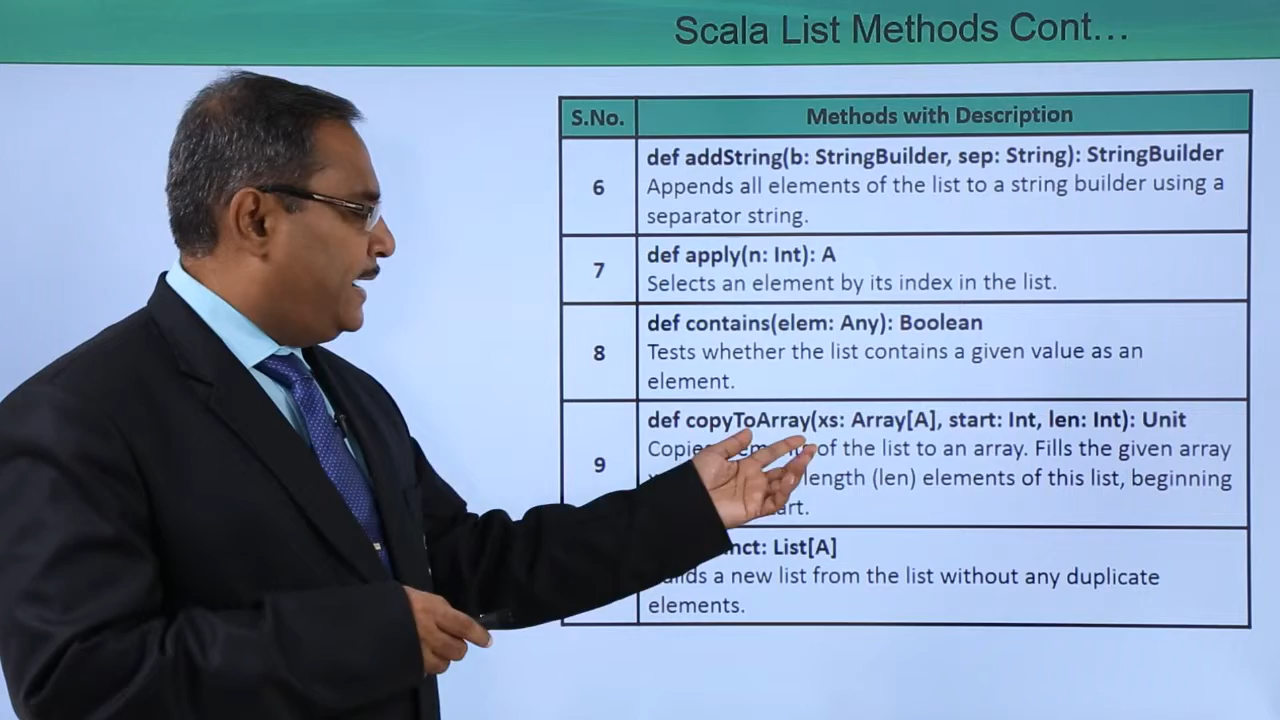 Scala List Methods Cont...
S.No. Methods with Description
6
def addString(b: StringBuilder, sep: String): StringBuilder
Appends all elements of the list to a string builder using a
separator string.
7
def apply(n: Int): A
Selects an element by its index in the list.
8
def contains(elem: Any): Boolean
Tests whether the list contains a given value as an
element.
9
def copyToArray(xs: Array[A], start: Int, len: Int): Unit
of the list to an array. Fills the given array
length (len) elements of this list, beginning
List[A]
a new list from the list without any duplicate
elements.